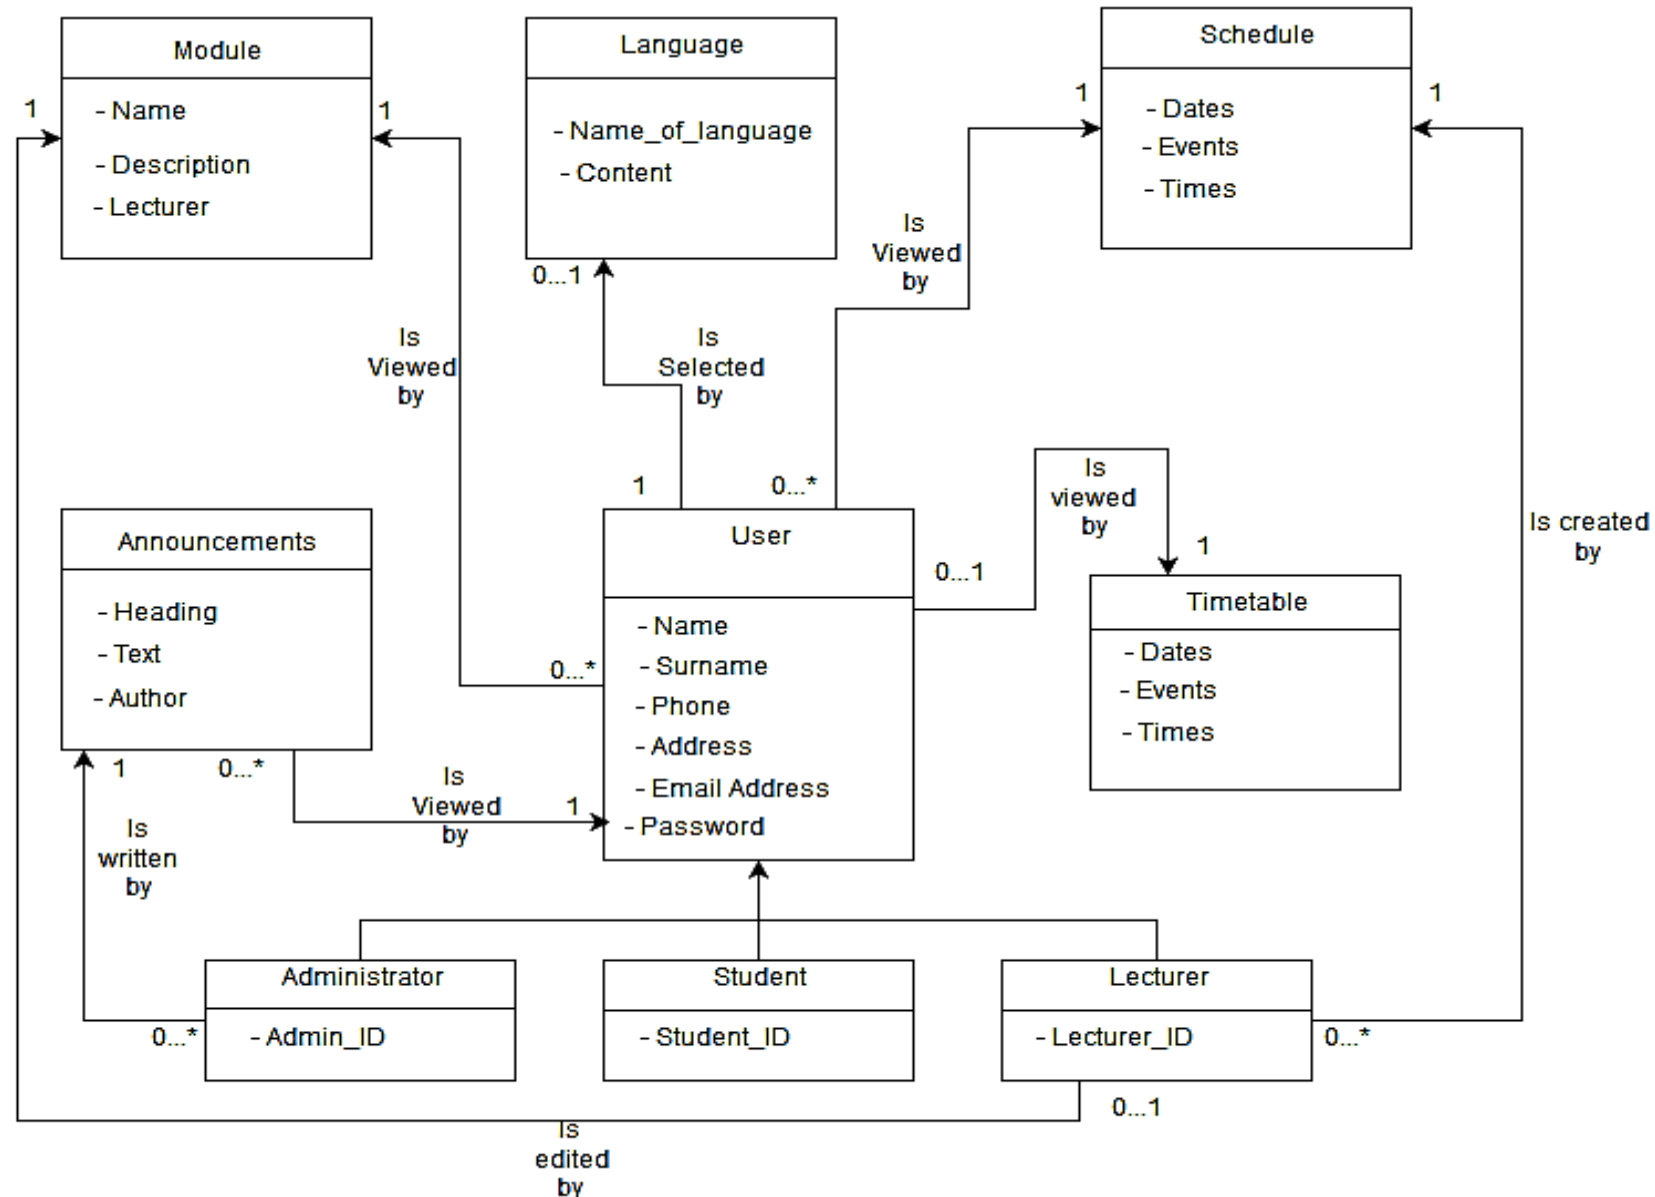 Module
- Name
- Description
- Lecturer
1
1
Language
- Name_of_language
- Content
0...1
Schedule
- Dates
- Events
- Times
1
1
Is
Viewed
by
Is
Selected
by
Is
Viewed
by
1
0...*
Is
viewed
by
0...1
1
Is created
by
Announcements
- Heading
- Text
- Author
1
0...*
User
- Name
- Surname
- Phone
- Address
- Email Address
- Password
0...*
Timetable
- Dates
- Events
- Times
Is
Viewed
by
1
Is
written
by
Administrator
- Admin_ID
0...*
Student
- Student_ID
Lecturer
- Lecturer_ID
0...*
0...1
Is
edited
by